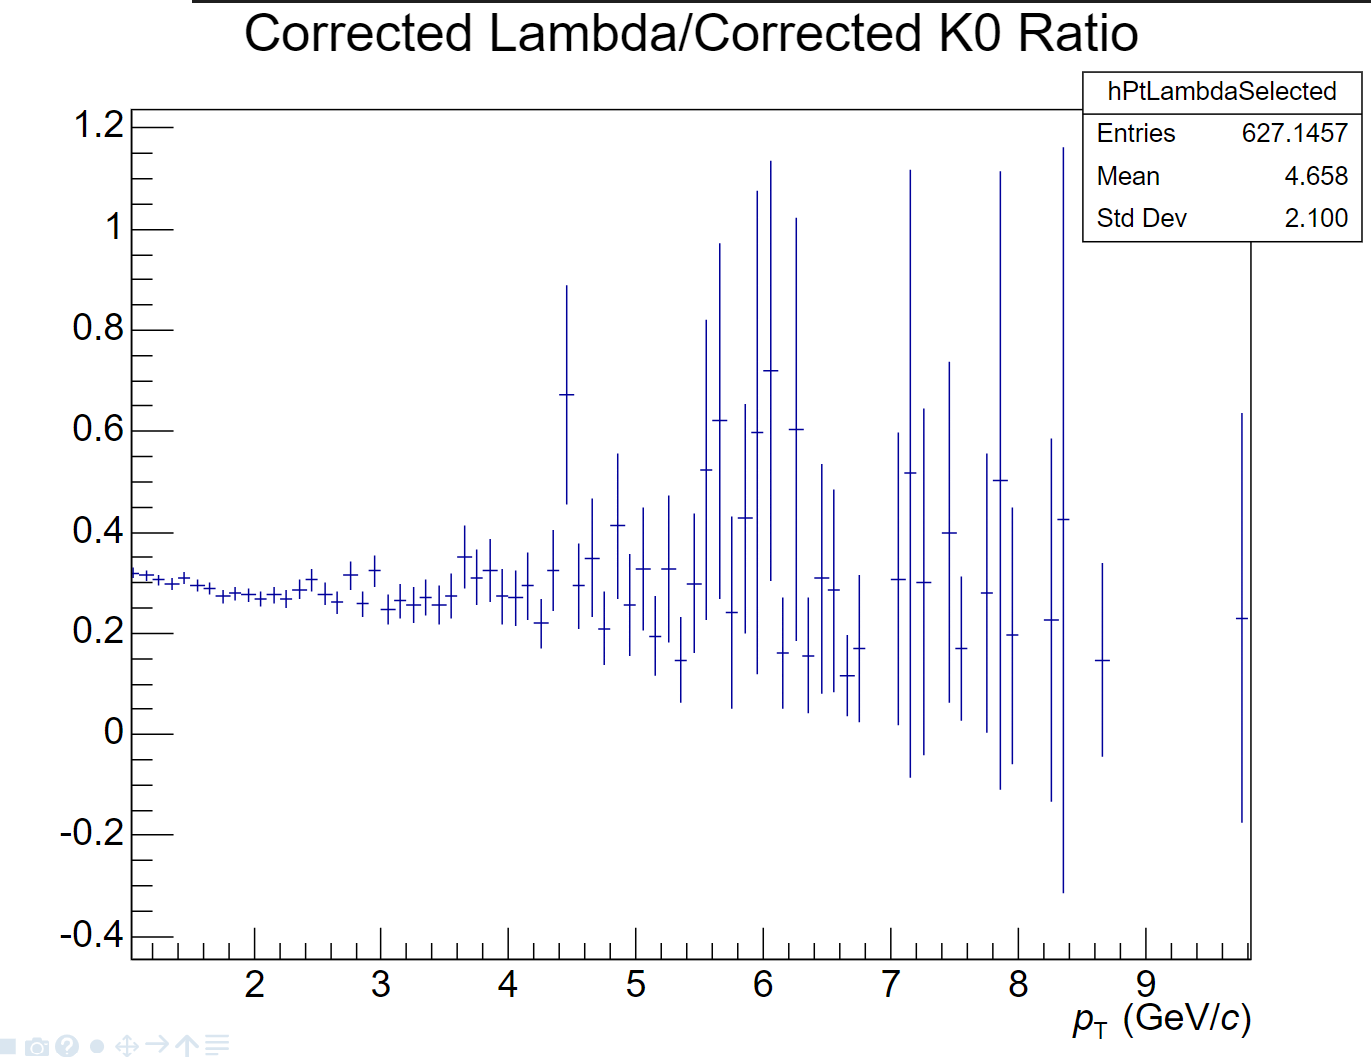 Corrected Lambda/Corrected K0 Ratio
hPtLambdaSelected
Entries 627.1457
Mean 4.658
Std Dev 2.100
1.2
1
0.8
0.6
0.4
0.2
0
-0.2
-0.4
2 3 4 5 6 7 8 9
pT (GeV/c)